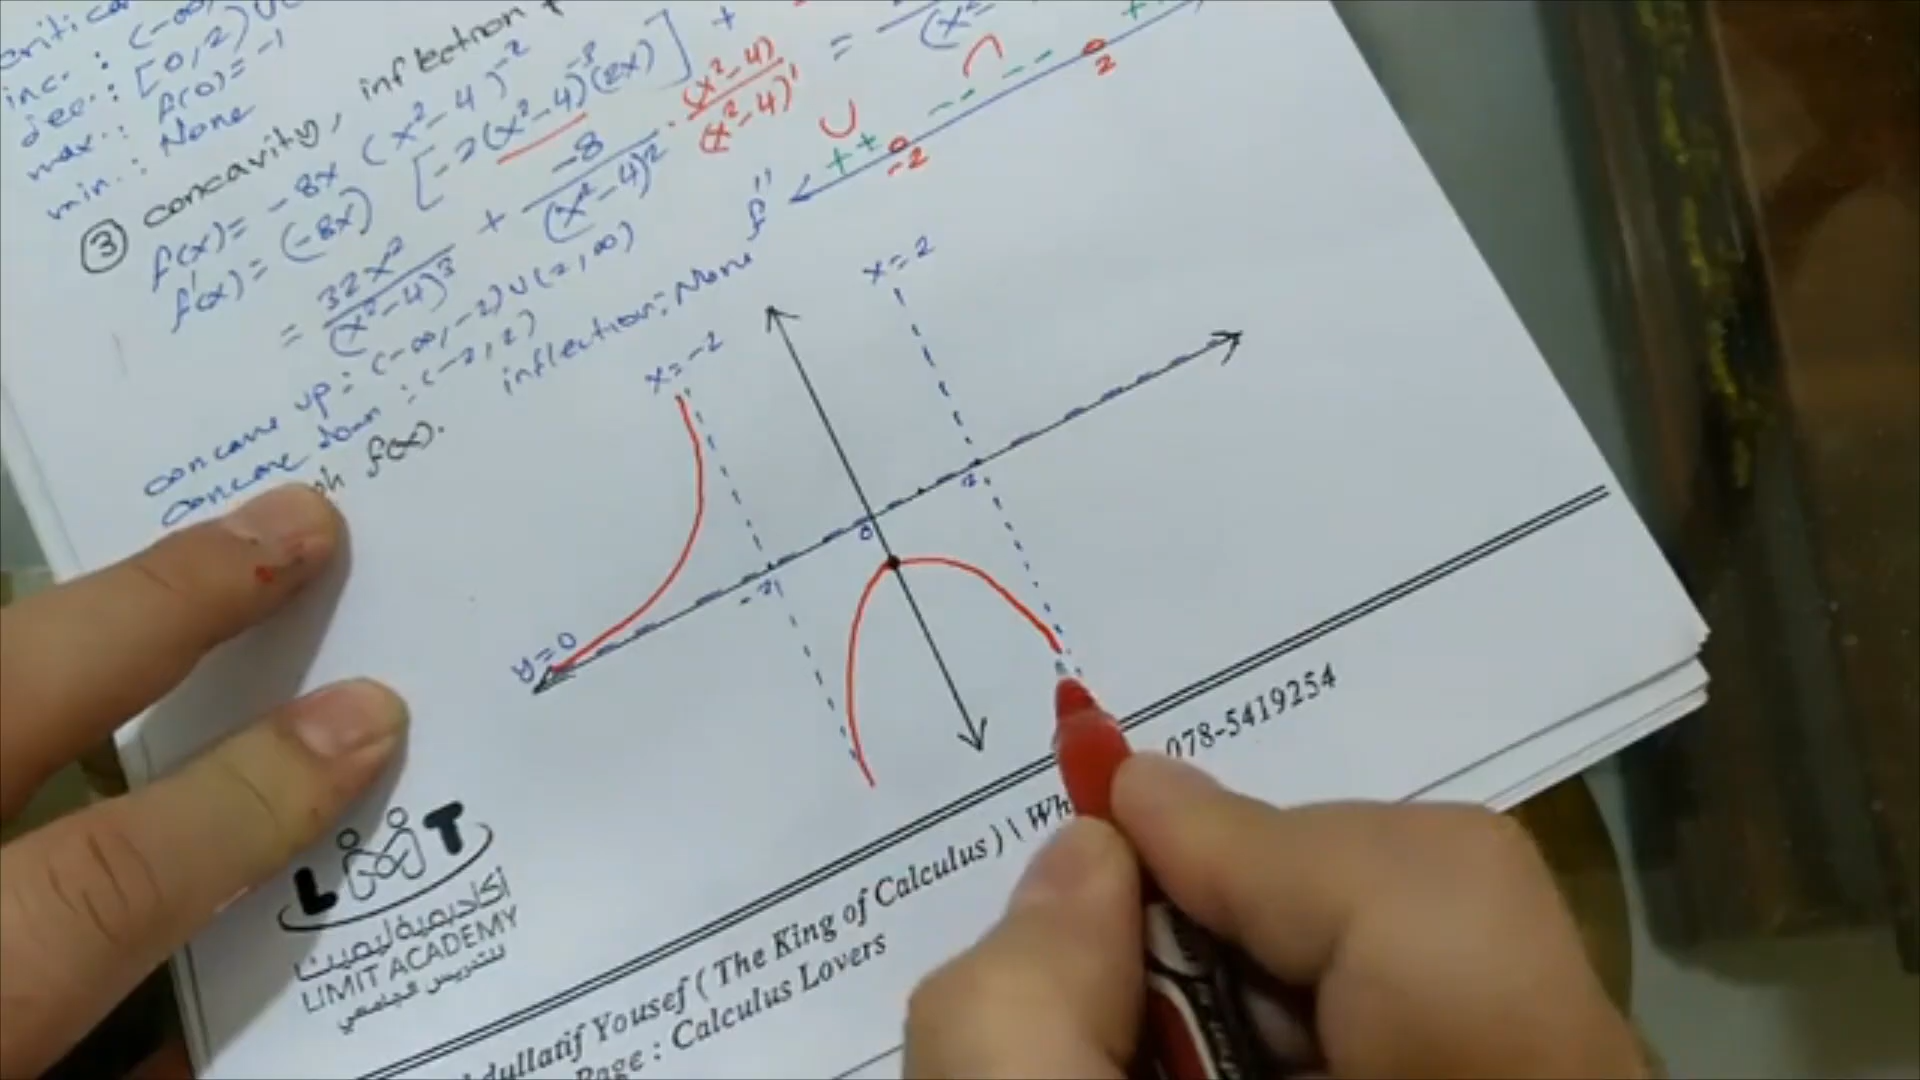 inc. : (-∞,
dec. : [0, 2) ∪ (
max. : f(0) = -1
min. : None
③ concavity, inflection
f'(x) = -8x (x²-4)⁻²
f''(x) = (-8x) [-2(x²-4)⁻³(2x)] +
= 32x²/(x²-4)³ + -8/(x²-4)² · (x²-4)/(x²-4)' =
concave up : (-∞, -2) ∪ (2, ∞)
concave down : (-2, 2)
inflection: None
f''
++ -2 -- -- 2 ++
f(x).
x=-2
x=2
y=0
-2 0 2
LIMIT
أكاديمية ليميت
LIMIT ACADEMY
للتدريس الجامعي
Yousef ( The King of Calculus ) \ Wh
078-5419254
Page : Calculus Lovers